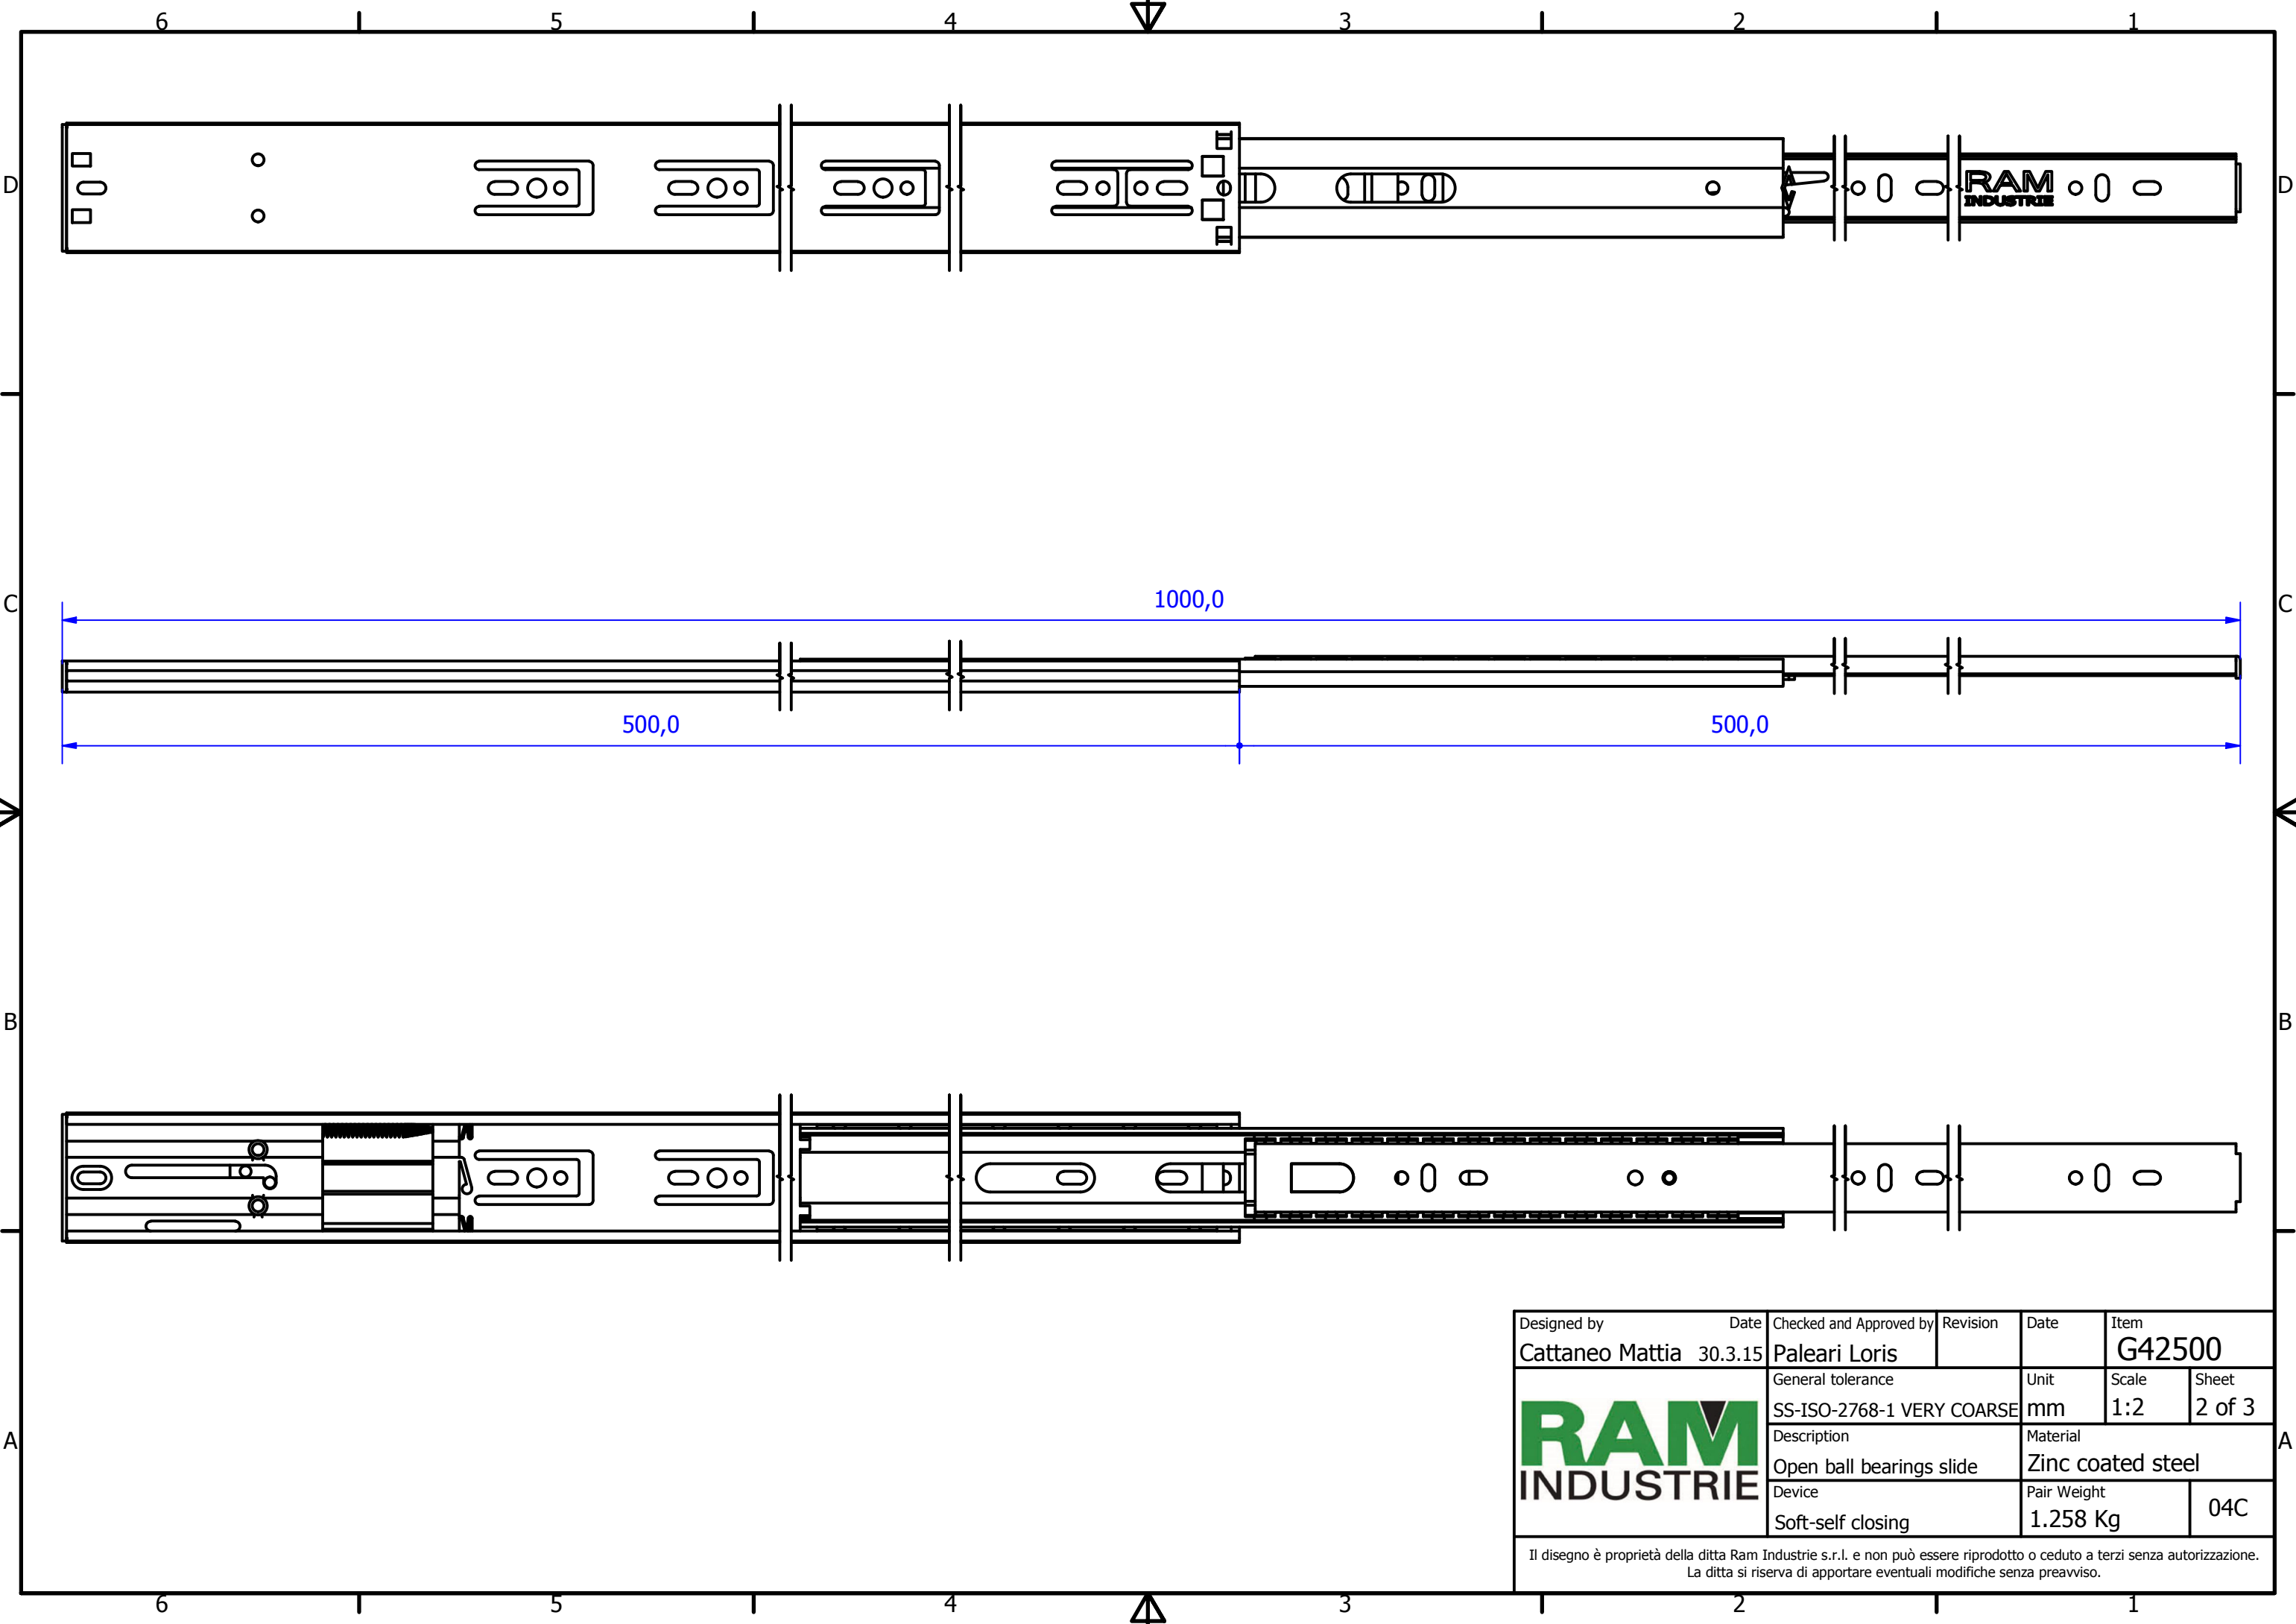 6 5 4 3 2 1
D D
RAM
INDUSTRIE
C C
1000,0
500,0 500,0
B B
A A
Designed by Date Checked and Approved by Revision Date Item
Cattaneo Mattia 30.3.15 Paleari Loris G42500
General tolerance Unit Scale Sheet
SS-ISO-2768-1 VERY COARSE mm 1:2 2 of 3
RAM
INDUSTRIE
Description Material
Open ball bearings slide Zinc coated steel
Device Pair Weight
Soft-self closing 1.258 Kg 04C
Il disegno è proprietà della ditta Ram Industrie s.r.l. e non può essere riprodotto o ceduto a terzi senza autorizzazione.
La ditta si riserva di apportare eventuali modifiche senza preavviso.
6 5 4 3 2 1